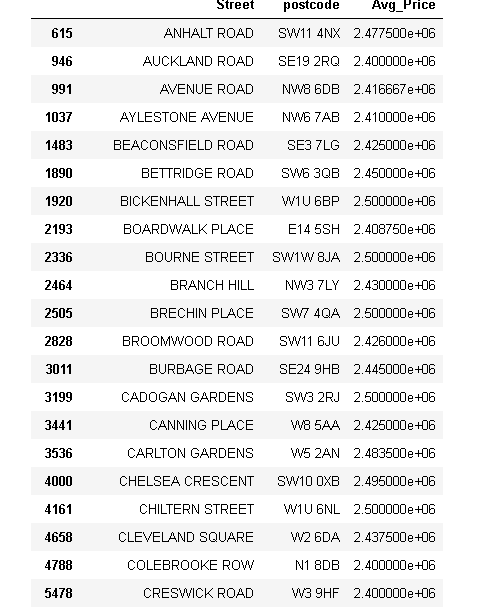 Street postcode Avg_Price
615 ANHALT ROAD SW11 4NX 2.477500e+06
946 AUCKLAND ROAD SE19 2RQ 2.400000e+06
991 AVENUE ROAD NW8 6DB 2.416667e+06
1037 AYLESTONE AVENUE NW6 7AB 2.410000e+06
1483 BEACONSFIELD ROAD SE3 7LG 2.425000e+06
1890 BETTRIDGE ROAD SW6 3QB 2.450000e+06
1920 BICKENHALL STREET W1U 6BP 2.500000e+06
2193 BOARDWALK PLACE E14 5SH 2.408750e+06
2336 BOURNE STREET SW1W 8JA 2.500000e+06
2464 BRANCH HILL NW3 7LY 2.430000e+06
2505 BRECHIN PLACE SW7 4QA 2.500000e+06
2828 BROOMWOOD ROAD SW11 6JU 2.426000e+06
3011 BURBAGE ROAD SE24 9HB 2.445000e+06
3199 CADOGAN GARDENS SW3 2RJ 2.500000e+06
3441 CANNING PLACE W8 5AA 2.425000e+06
3536 CARLTON GARDENS W5 2AN 2.483500e+06
4000 CHELSEA CRESCENT SW10 0XB 2.495000e+06
4161 CHILTERN STREET W1U 6NL 2.500000e+06
4658 CLEVELAND SQUARE W2 6DA 2.437500e+06
4788 COLEBROOKE ROW N1 8DB 2.400000e+06
5478 CRESWICK ROAD W3 9HF 2.400000e+06